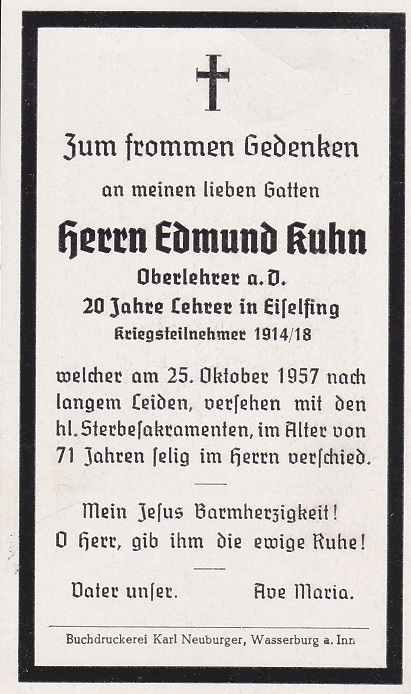 Zum frommen Gedenken
an meinen lieben Gatten
Herrn Edmund Kuhn
Oberlehrer a. D.
20 Jahre Lehrer in Eiselfing
Kriegsteilnehmer 1914/18
welcher am 25. Oktober 1957 nach
langem Leiden, versehen mit den
hl. Sterbesakramenten, im Alter von
71 Jahren selig im Herrn verschied.
Mein Jesus Barmherzigkeit!
O Herr, gib ihm die ewige Ruhe!
Vater unser. Ave Maria.
Buchdruckerei Karl Neuburger, Wasserburg a. Inn